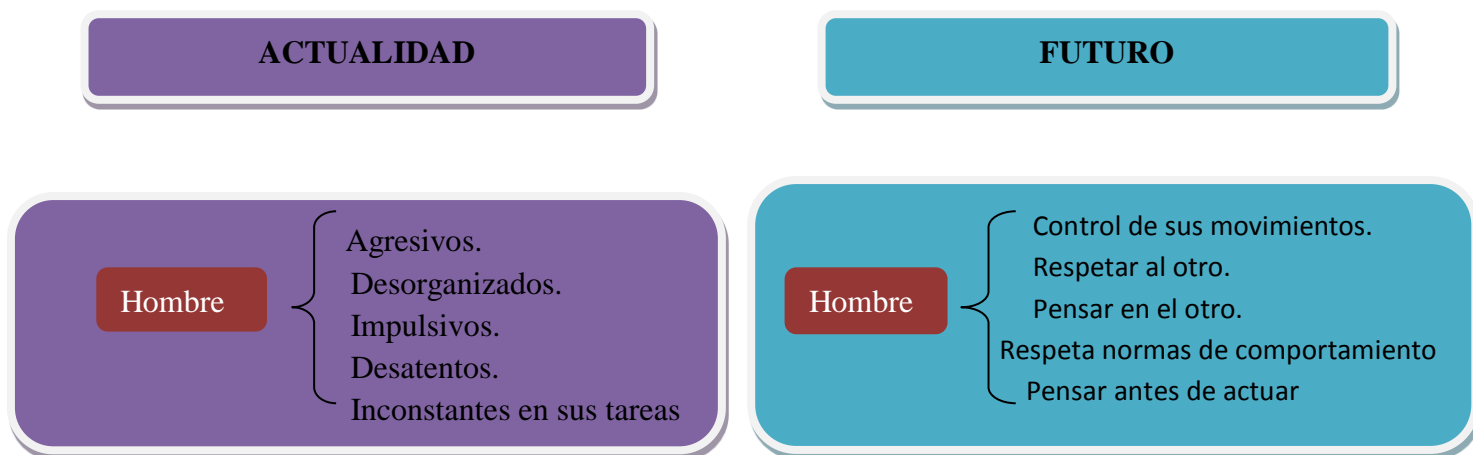 ACTUALIDAD
FUTURO
Hombre
Agresivos.
Desorganizados.
Impulsivos.
Desatentos.
Inconstantes en sus tareas
Hombre
Control de sus movimientos.
Respetar al otro.
Pensar en el otro.
Respeta normas de comportamiento
Pensar antes de actuar